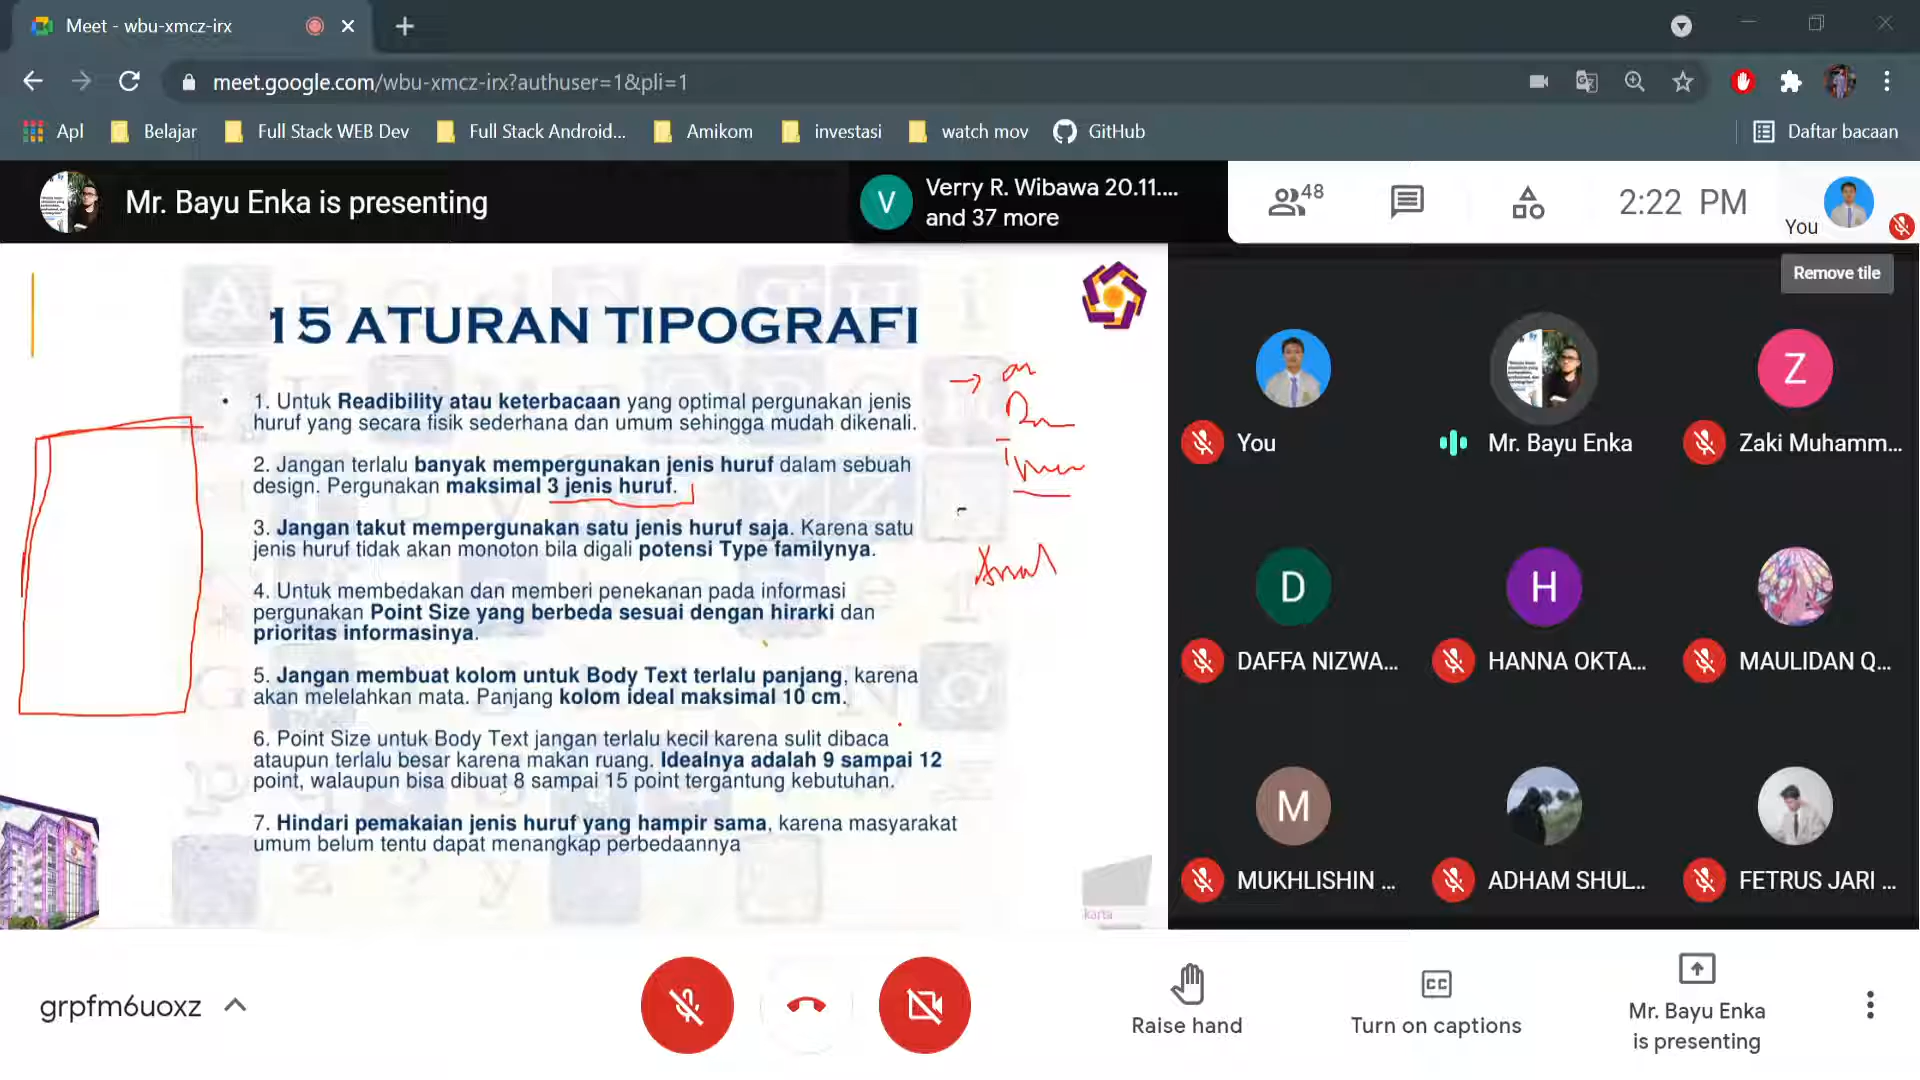 Meet - wbu-xmcz-irx
meet.google.com/wbu-xmcz-irx?authuser=1&pli=1
Apl
Belajar
Full Stack WEB Dev
Full Stack Android...
Amikom
investasi
watch mov
GitHub
Daftar bacaan
Mr. Bayu Enka is presenting
V
Verry R. Wibawa 20.11....
and 37 more
48
2:22 PM
You
Remove tile
15 ATURAN TIPOGRAFI
• 1. Untuk Readibility atau keterbacaan yang optimal pergunakan jenis
huruf yang secara fisik sederhana dan umum sehingga mudah dikenali.
2. Jangan terlalu banyak mempergunakan jenis huruf dalam sebuah
design. Pergunakan maksimal 3 jenis huruf.
3. Jangan takut mempergunakan satu jenis huruf saja. Karena satu
jenis huruf tidak akan monoton bila digali potensi Type familynya.
4. Untuk membedakan dan memberi penekanan pada informasi
pergunakan Point Size yang berbeda sesuai dengan hirarki dan
prioritas informasinya.
5. Jangan membuat kolom untuk Body Text terlalu panjang, karena
akan melelahkan mata. Panjang kolom ideal maksimal 10 cm.
6. Point Size untuk Body Text jangan terlalu kecil karena sulit dibaca
ataupun terlalu besar karena makan ruang. Idealnya adalah 9 sampai 12
point, walaupun bisa dibuat 8 sampai 15 point tergantung kebutuhan.
7. Hindari pemakaian jenis huruf yang hampir sama, karena masyarakat
umum belum tentu dapat menangkap perbedaannya
karta
Z
You
Mr. Bayu Enka
Zaki Muhamm...
D
H
DAFFA NIZWA...
HANNA OKTA...
MAULIDAN Q...
M
MUKHLISHIN ...
ADHAM SHUL...
FETRUS JARI ...
grpfm6uoxz
Raise hand
CC
Turn on captions
Mr. Bayu Enka
is presenting